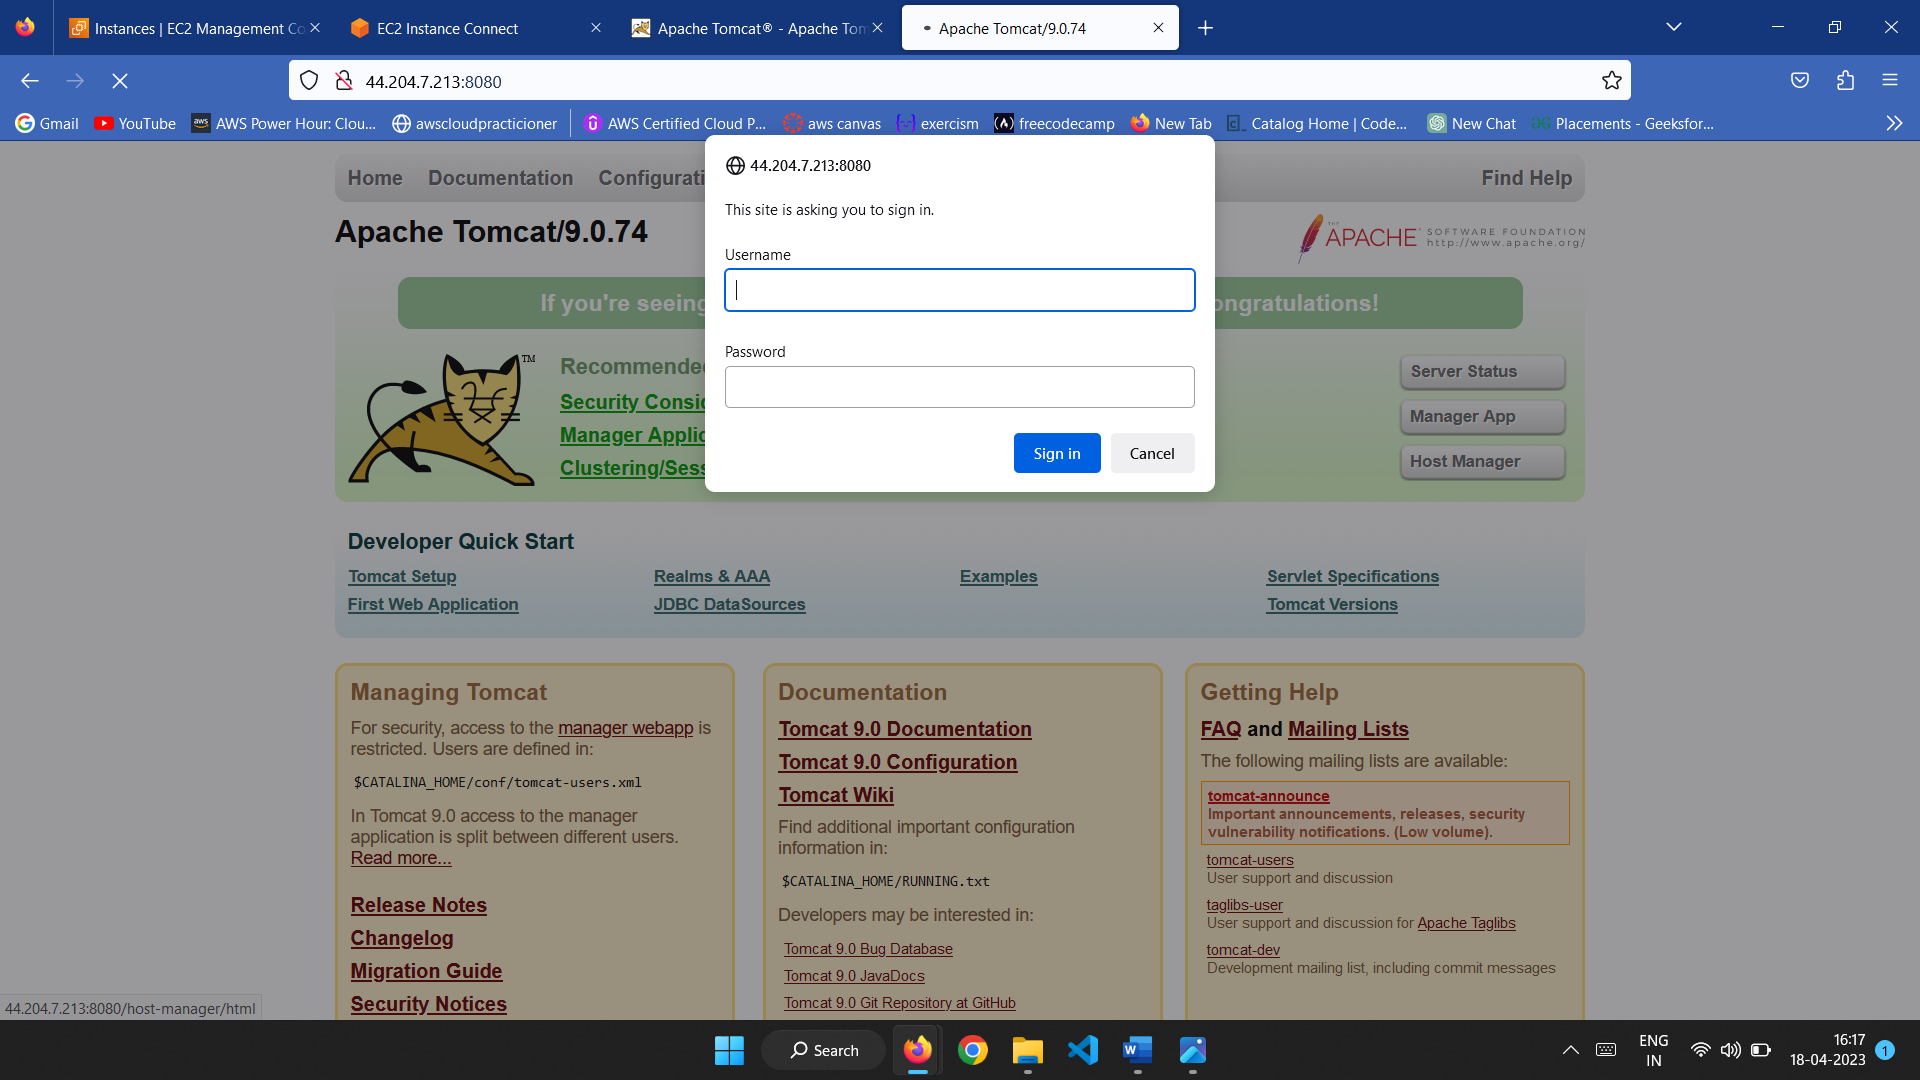 Instances | EC2 Management Co
EC2 Instance Connect
Apache Tomcat® - Apache Tom
Apache Tomcat/9.0.74
44.204.7.213:8080
Gmail
YouTube
AWS Power Hour: Clou...
awscloudpracticioner
AWS Certified Cloud P...
aws canvas
exercism
freecodecamp
New Tab
Catalog Home | Code...
New Chat
Placements - Geeksfor...
44.204.7.213:8080
This site is asking you to sign in.
Username
Password
Sign in
Cancel
Home
Documentation
Configurati
Find Help
Apache Tomcat/9.0.74
THE
APACHE
SOFTWARE FOUNDATION
http://www.apache.org/
If you're seeing
ongratulations!
TM
Recommended
Security Consi
Manager Applic
Clustering/Sess
Server Status
Manager App
Host Manager
Developer Quick Start
Tomcat Setup
Realms & AAA
Examples
Servlet Specifications
First Web Application
JDBC DataSources
Tomcat Versions
Managing Tomcat
For security, access to the manager webapp is
restricted. Users are defined in:
$CATALINA_HOME/conf/tomcat-users.xml
In Tomcat 9.0 access to the manager
application is split between different users.
Read more...
Release Notes
Changelog
Migration Guide
Security Notices
Documentation
Tomcat 9.0 Documentation
Tomcat 9.0 Configuration
Tomcat Wiki
Find additional important configuration
information in:
$CATALINA_HOME/RUNNING.txt
Developers may be interested in:
Tomcat 9.0 Bug Database
Tomcat 9.0 JavaDocs
Tomcat 9.0 Git Repository at GitHub
Getting Help
FAQ and Mailing Lists
The following mailing lists are available:
tomcat-announce
Important announcements, releases, security
vulnerability notifications. (Low volume).
tomcat-users
User support and discussion
taglibs-user
User support and discussion for Apache Taglibs
tomcat-dev
Development mailing list, including commit messages
44.204.7.213:8080/host-manager/html
Search
ENG
IN
16:17
18-04-2023
1